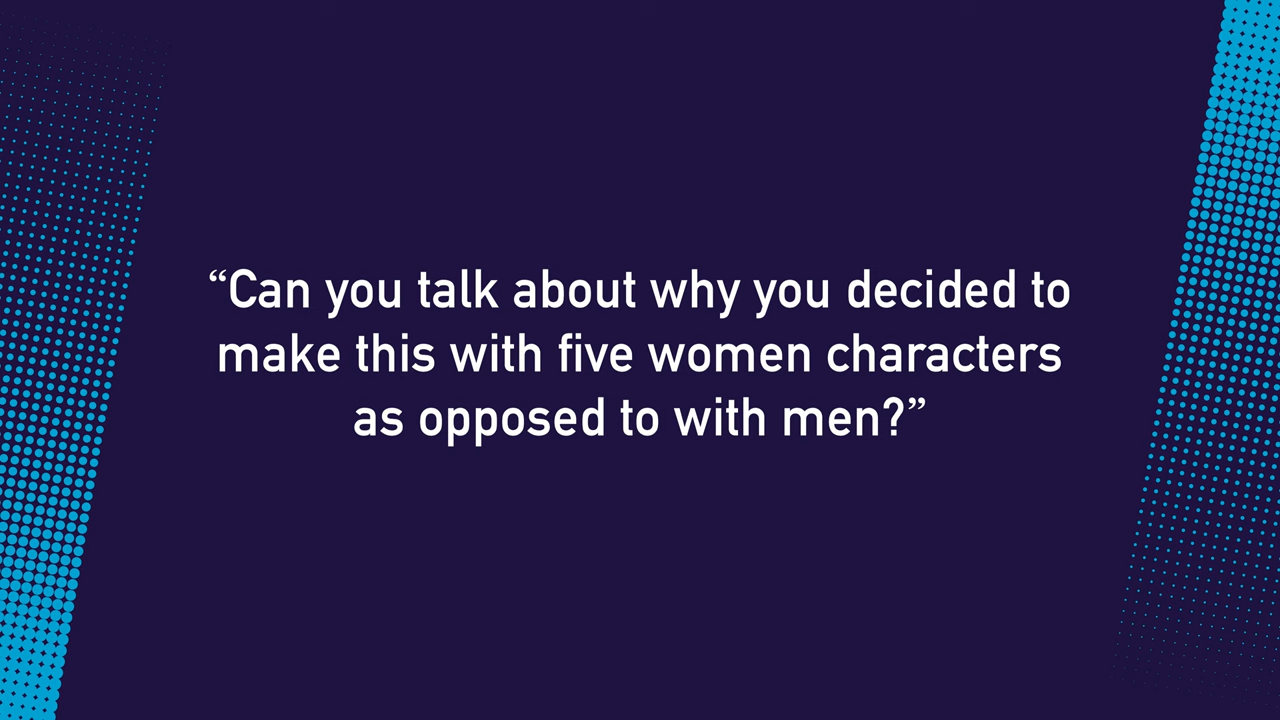 “Can you talk about why you decided to
make this with five women characters
as opposed to with men?”